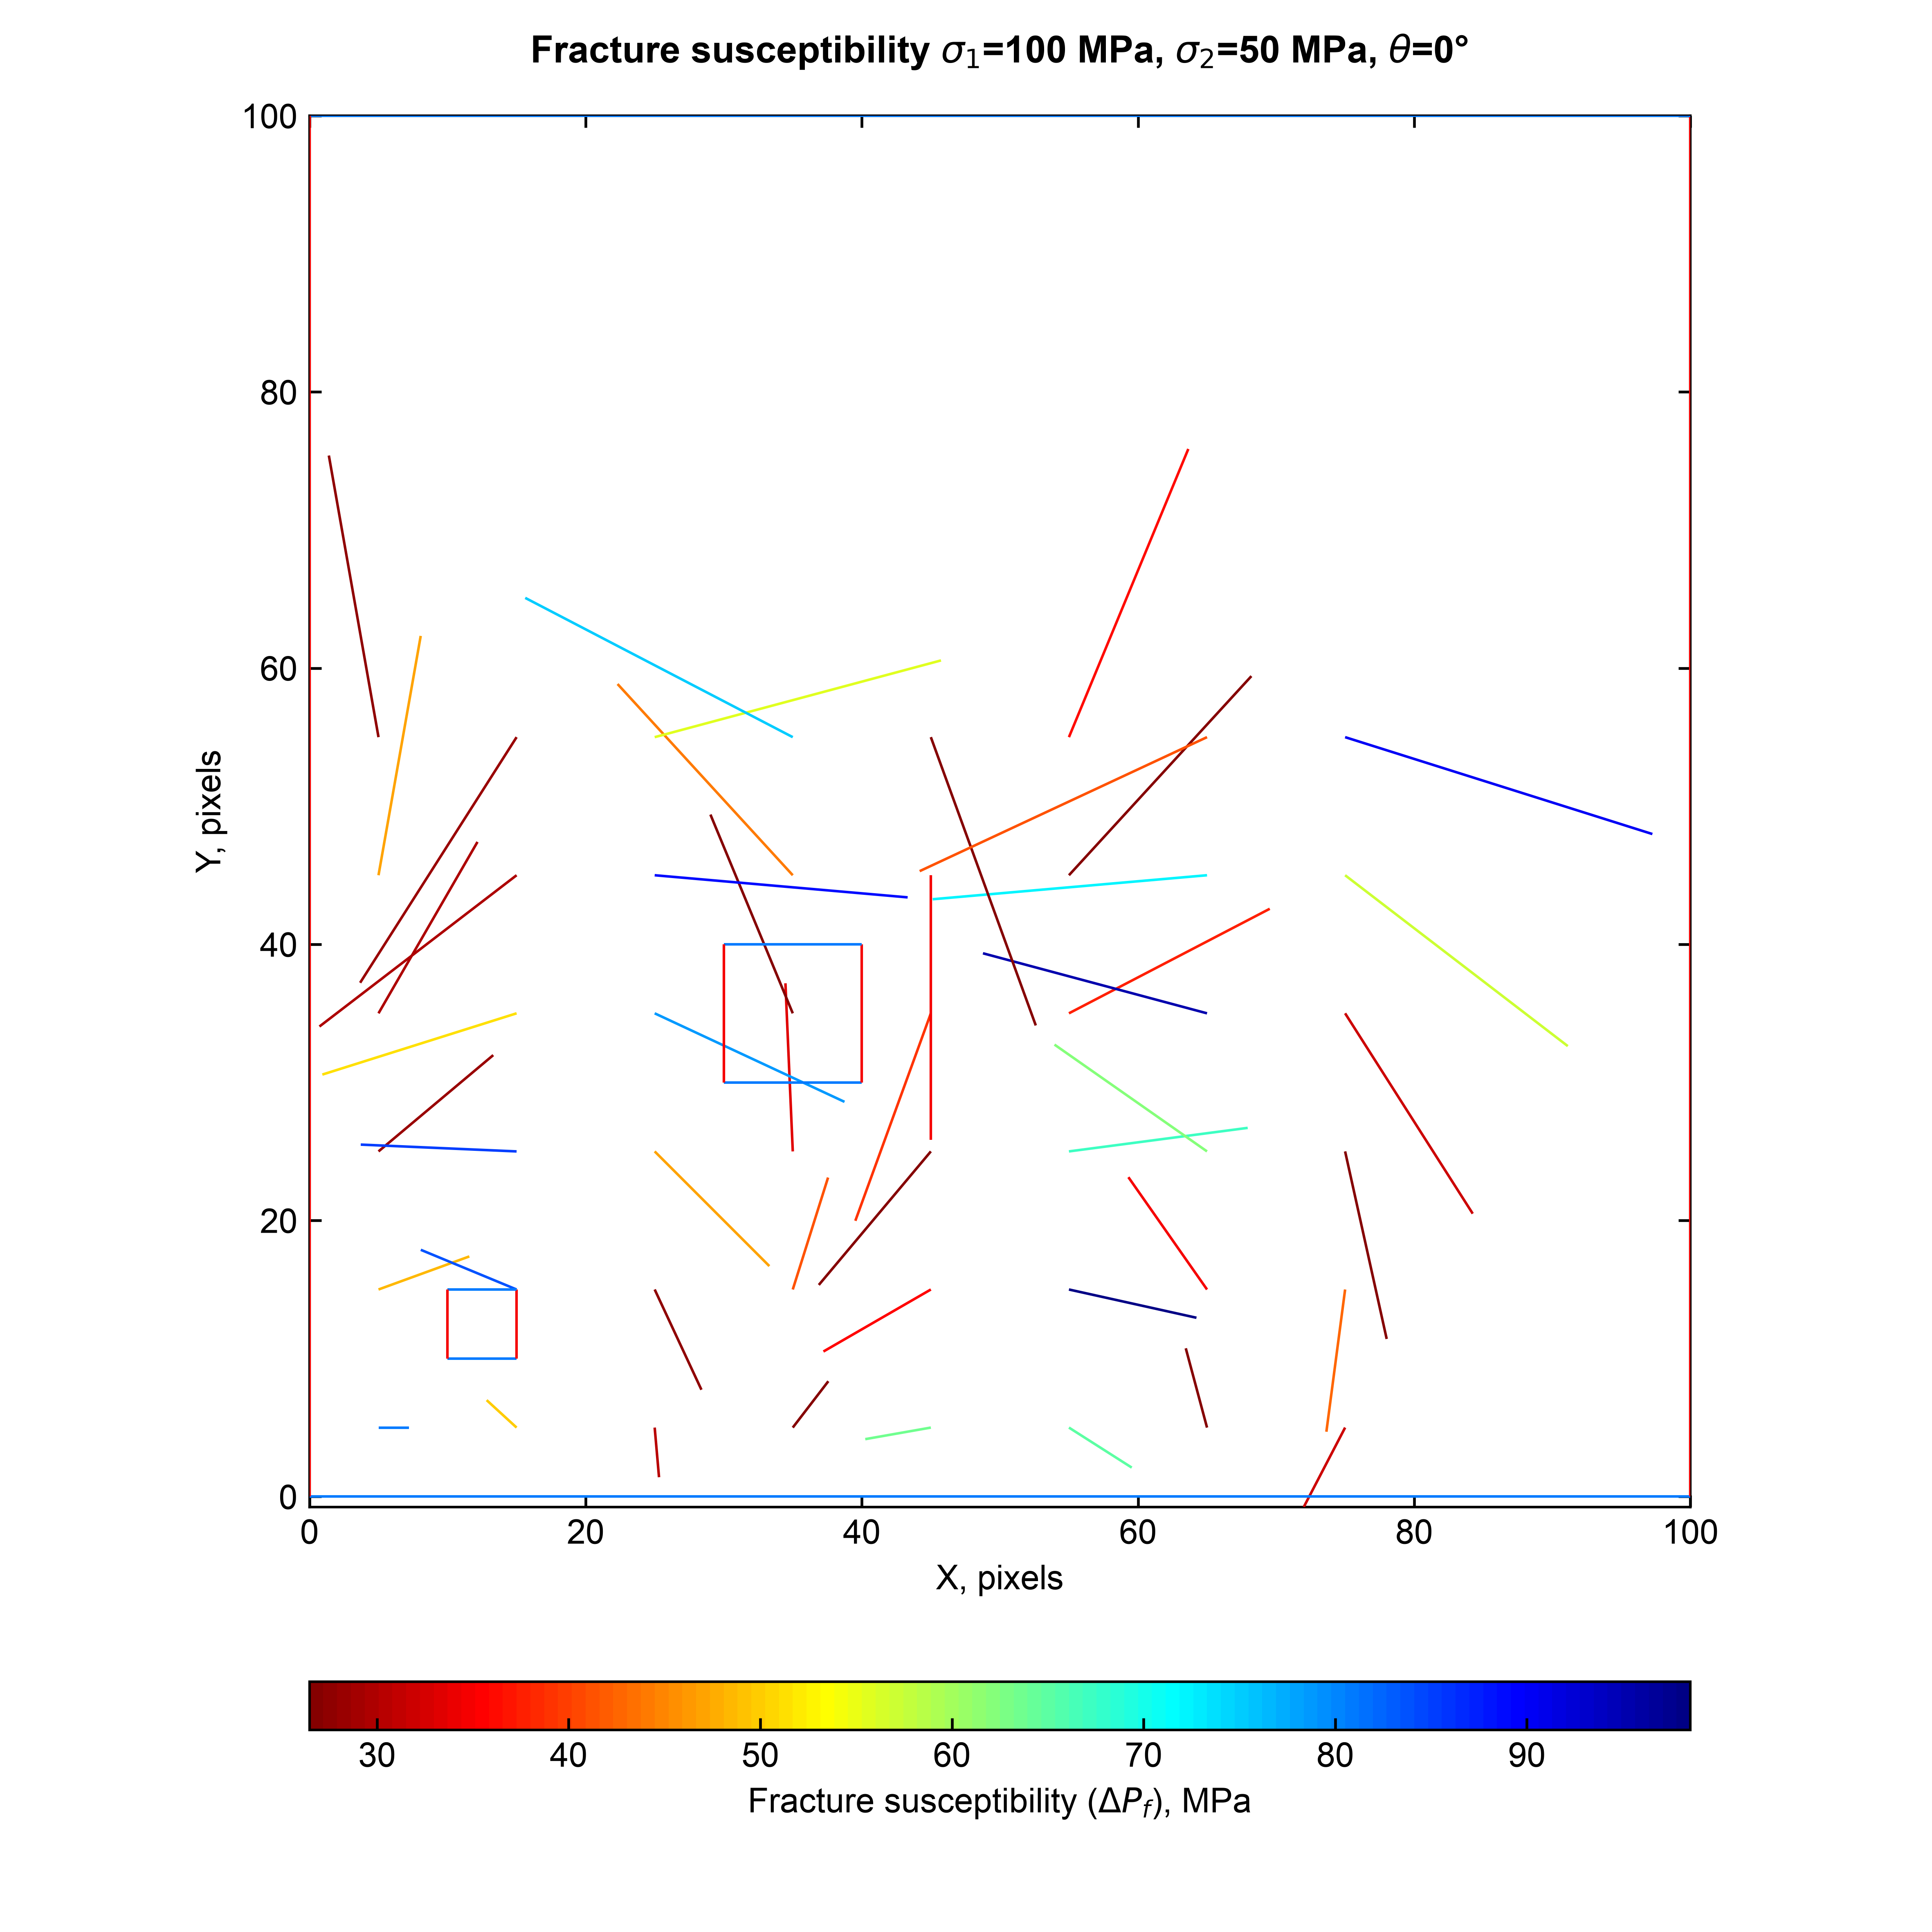 Fracture susceptibility σ₁=100 MPa, σ₂=50 MPa, θ=0°
100
80
60
40
20
0
Y, pixels
0 20 40 60 80 100
X, pixels
30 40 50 60 70 80 90
Fracture susceptibility (ΔP_f), MPa